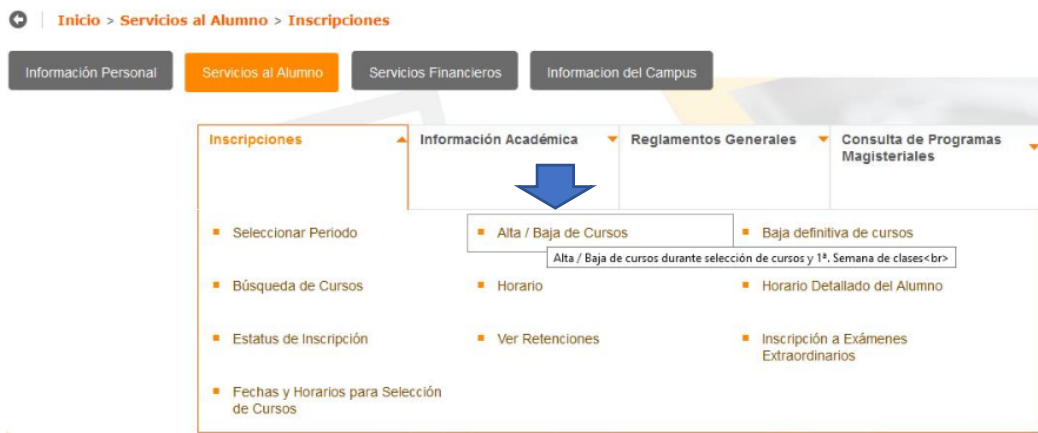 Inicio > Servicios al Alumno > Inscripciones
Información Personal
Servicios al Alumno
Servicios Financieros
Informacion del Campus
Inscripciones
Información Académica
Reglamentos Generales
Consulta de Programas
Magisteriales
Seleccionar Periodo
Alta / Baja de Cursos
Baja definitiva de cursos
Alta / Baja de cursos durante selección de cursos y 1ª. Semana de clases<br>
Búsqueda de Cursos
Horario
Horario Detallado del Alumno
Estatus de Inscripción
Ver Retenciones
Inscripción a Exámenes
Extraordinarios
Fechas y Horarios para Selección
de Cursos